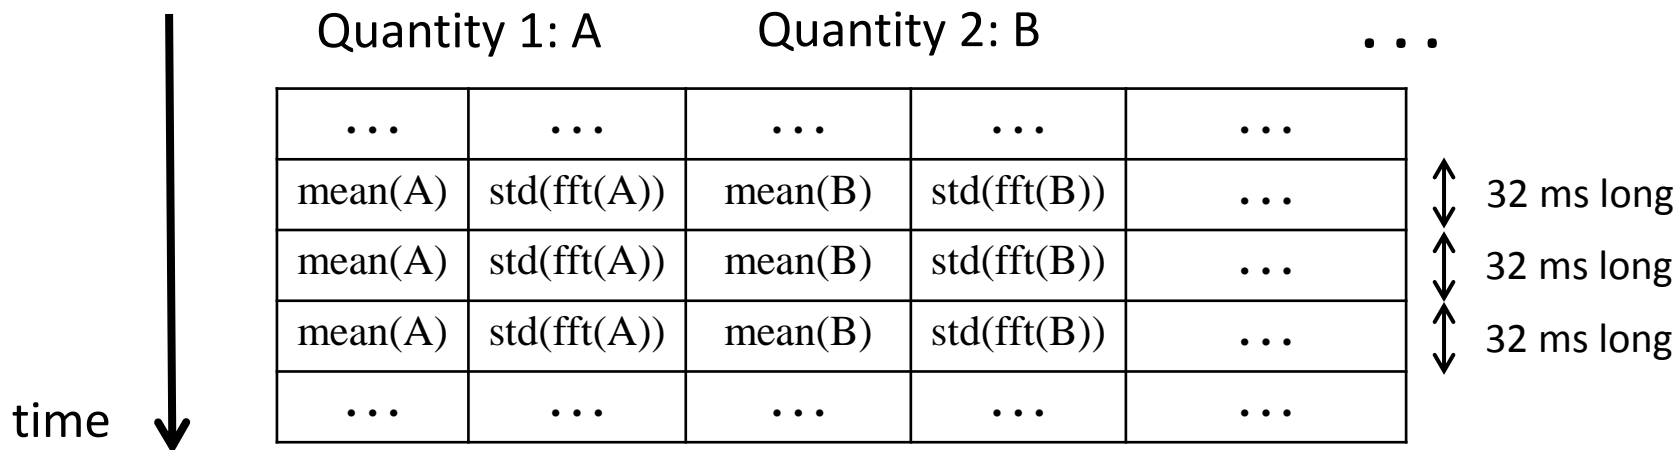 Quantity 1: A Quantity 2: B ...
... ... ... ... ...
mean(A) std(fft(A)) mean(B) std(fft(B)) ... 32 ms long
mean(A) std(fft(A)) mean(B) std(fft(B)) ... 32 ms long
mean(A) std(fft(A)) mean(B) std(fft(B)) ... 32 ms long
time ... ... ... ... ...